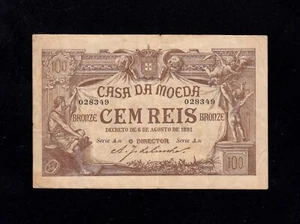 100
CASA DA MOEDA
028349 028349
BRONZE CEM REIS BRONZE
DECRETO DE 6 DE AGOSTO DE 1891
Serie O DIRECTOR Serie
100